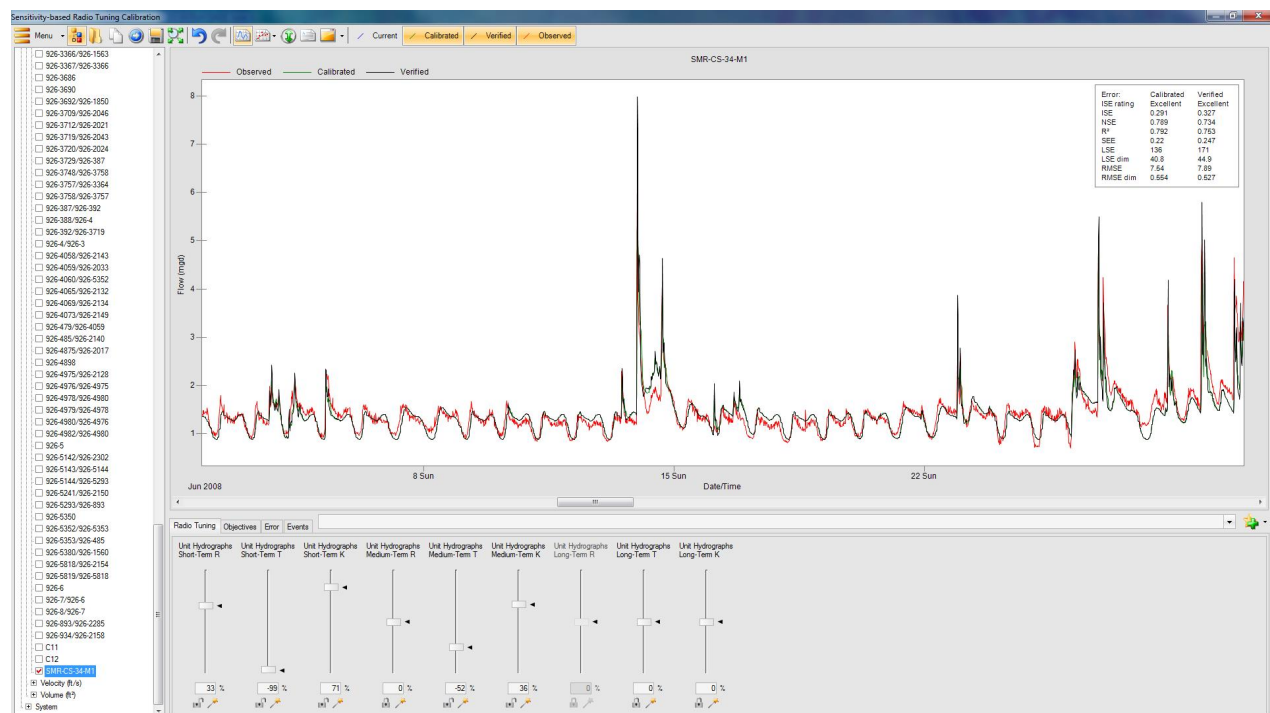 Sensitivity-based Radio Tuning Calibration
Menu Current Calibrated Verified Observed
926-3366/926-1563
926-3367/926-3366
926-3686
926-3690
926-3692/926-1850
926-3709/926-2046
926-3712/926-2021
926-3719/926-2043
926-3720/926-2024
926-3729/926-387
926-3748/926-3758
926-3757/926-3364
926-3758/926-3757
926-387/926-392
926-388/926-4
926-392/926-3719
926-4/926-3
926-4058/926-2143
926-4059/926-2033
926-4060/926-5352
926-4065/926-2132
926-4069/926-2134
926-4073/926-2149
926-479/926-4059
926-485/926-2140
926-4875/926-2017
926-4898
926-4975/926-2128
926-4976/926-4975
926-4978/926-4980
926-4979/926-4978
926-4980/926-4976
926-4982/926-4980
926-5
926-5142/926-2302
926-5143/926-5144
926-5144/926-5293
926-5241/926-2150
926-5293/926-893
926-5350
926-5352/926-5353
926-5353/926-485
926-5380/926-1560
926-5818/926-2154
926-5819/926-5818
926-6
926-7/926-6
926-8/926-7
926-893/926-2285
926-934/926-2158
C11
C12
SMR-CS-34-M1
Velocity (ft/s)
Volume (ft³)
System
SMR-CS-34-M1
Observed Calibrated Verified
Error: Calibrated Verified
ISE rating Excellent Excellent
ISE 0.291 0.327
NSE 0.789 0.734
R² 0.792 0.753
SEE 0.22 0.247
LSE 136 171
LSE dim 40.8 44.9
RMSE 7.54 7.89
RMSE dim 0.554 0.527
8
7
6
5
4
3
2
1
Flow (mgd)
8 Sun 15 Sun 22 Sun
Jun 2008 Date/Time
Radio Tuning Objectives Error Events
Unit Hydrographs Unit Hydrographs Unit Hydrographs Unit Hydrographs Unit Hydrographs Unit Hydrographs Unit Hydrographs Unit Hydrographs Unit Hydrographs
Short-Term R Short-Term T Short-Term K Medium-Term R Medium-Term T Medium-Term K Long-Term R Long-Term T Long-Term K
33 % -99 % 71 % 0 % -52 % 36 % 0 % 0 % 0 %